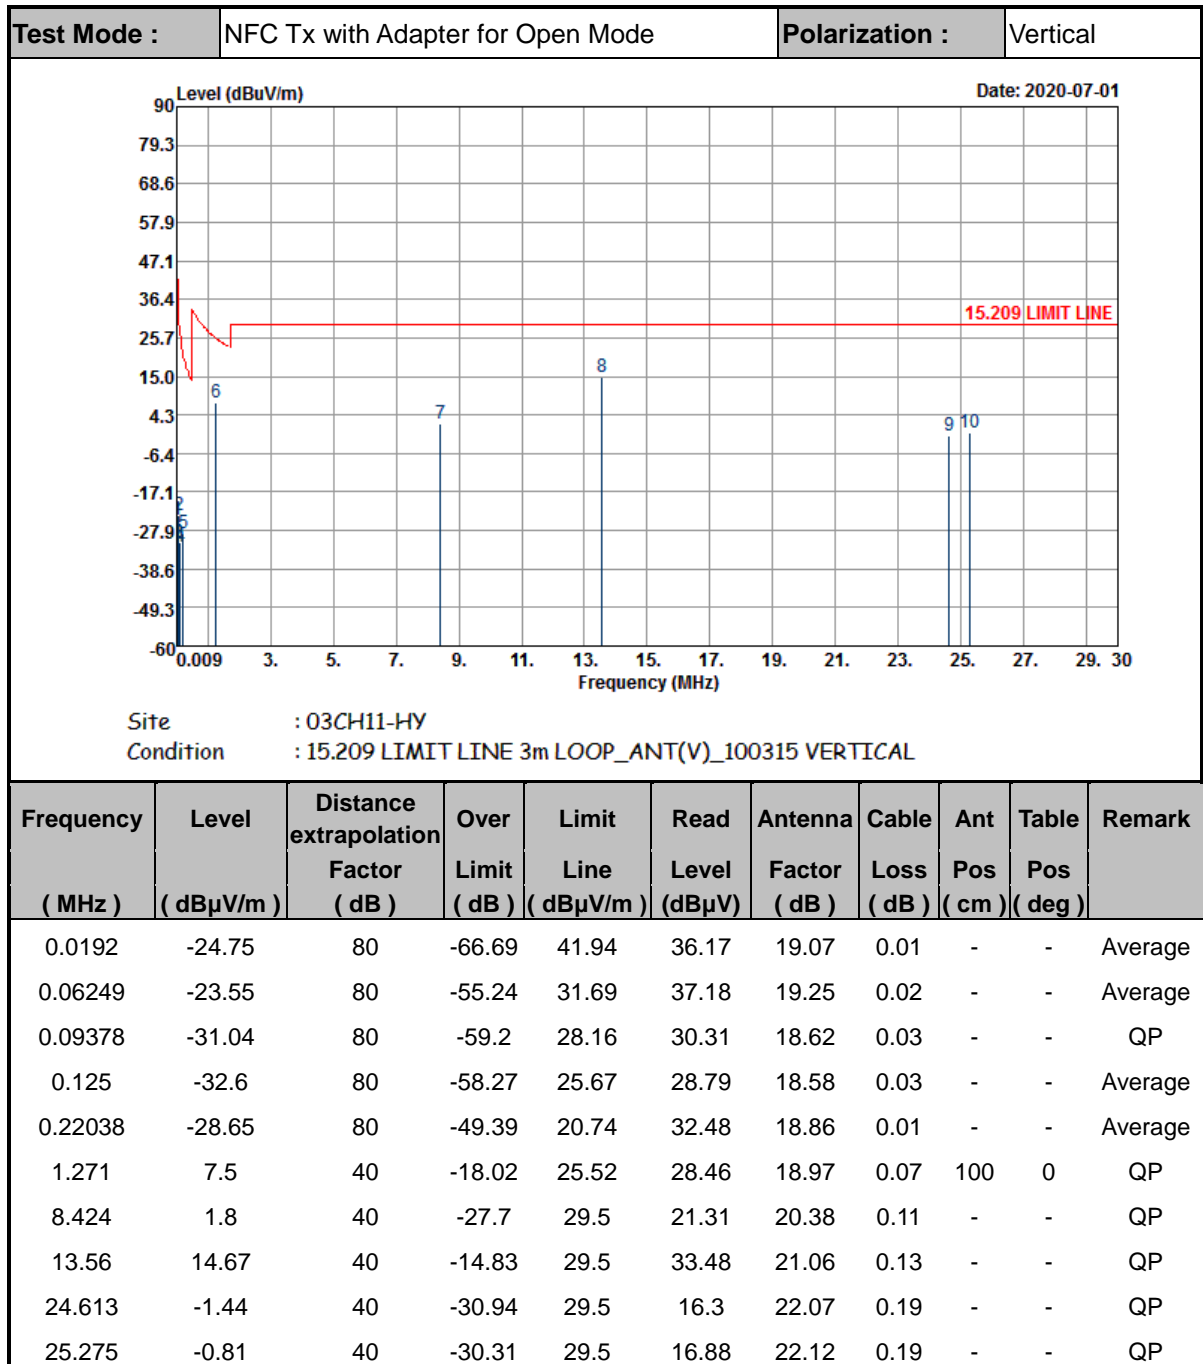 Test Mode : NFC Tx with Adapter for Open Mode Polarization : Vertical
Level (dBuV/m) Date: 2020-07-01
90
79.3
68.6
57.9
47.1
36.4
15.209 LIMIT LINE
25.7
15.0
4.3
-6.4
-17.1
-27.9
-38.6
-49.3
-60
6
7
8
9 10
2
5
0.009 3. 5. 7. 9. 11. 13. 15. 17. 19. 21. 23. 25. 27. 29. 30
Frequency (MHz)
Site : 03CH11-HY
Condition : 15.209 LIMIT LINE 3m LOOP_ANT(V)_100315 VERTICAL
Frequency Level Distance extrapolation Over Limit Read Antenna Cable Ant Table Remark
Factor Limit Line Level Factor Loss Pos Pos
( MHz ) ( dBµV/m ) ( dB ) ( dB ) ( dBµV/m ) (dBµV) ( dB ) ( dB ) ( cm ) ( deg )
0.0192 -24.75 80 -66.69 41.94 36.17 19.07 0.01 - - Average
0.06249 -23.55 80 -55.24 31.69 37.18 19.25 0.02 - - Average
0.09378 -31.04 80 -59.2 28.16 30.31 18.62 0.03 - - QP
0.125 -32.6 80 -58.27 25.67 28.79 18.58 0.03 - - Average
0.22038 -28.65 80 -49.39 20.74 32.48 18.86 0.01 - - Average
1.271 7.5 40 -18.02 25.52 28.46 18.97 0.07 100 0 QP
8.424 1.8 40 -27.7 29.5 21.31 20.38 0.11 - - QP
13.56 14.67 40 -14.83 29.5 33.48 21.06 0.13 - - QP
24.613 -1.44 40 -30.94 29.5 16.3 22.07 0.19 - - QP
25.275 -0.81 40 -30.31 29.5 16.88 22.12 0.19 - - QP